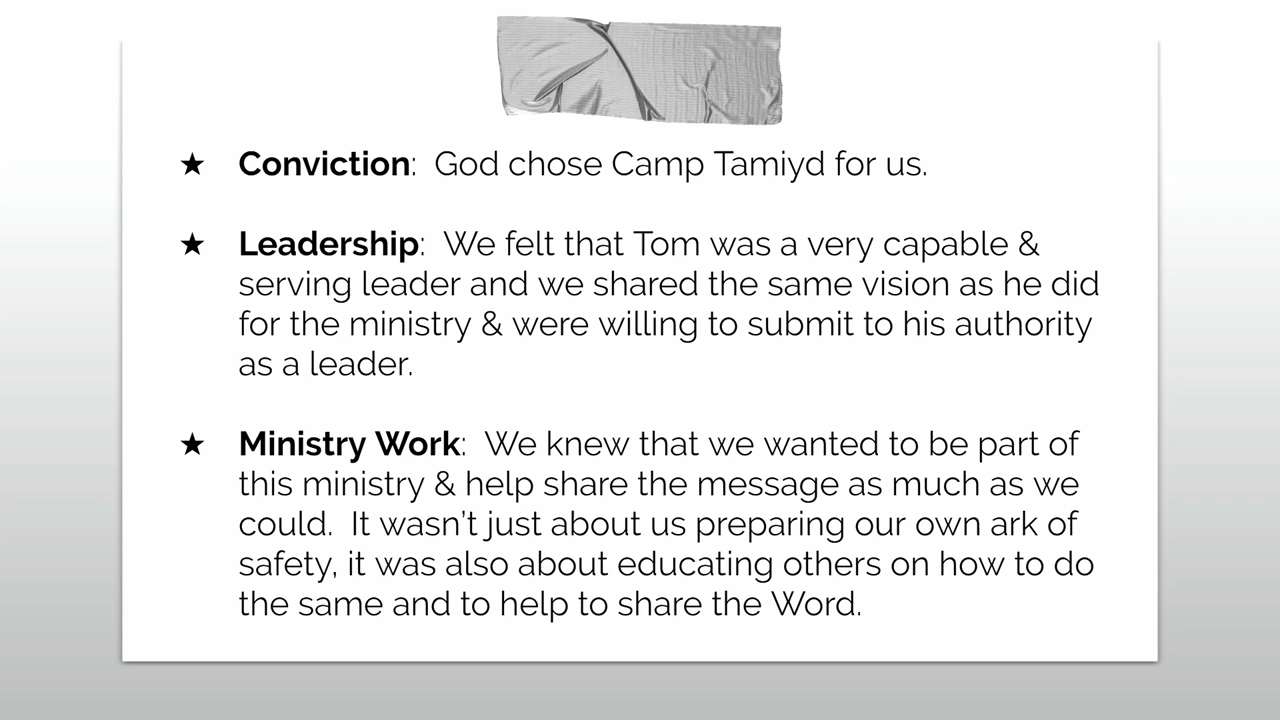 ★ Conviction: God chose Camp Tamiyd for us.
★ Leadership: We felt that Tom was a very capable &
serving leader and we shared the same vision as he did
for the ministry & were willing to submit to his authority
as a leader.
★ Ministry Work: We knew that we wanted to be part of
this ministry & help share the message as much as we
could. It wasn't just about us preparing our own ark of
safety, it was also about educating others on how to do
the same and to help to share the Word.